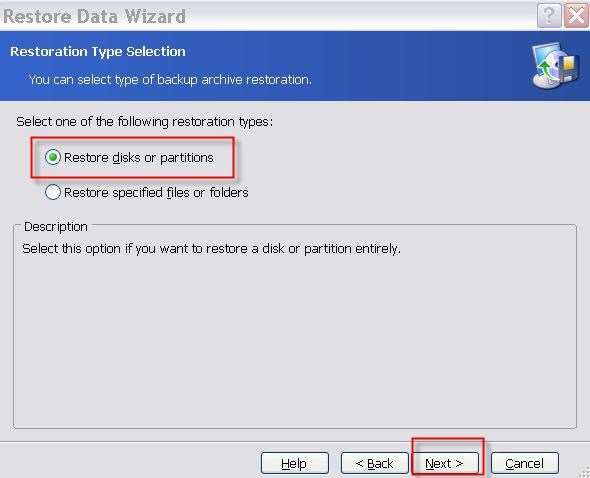 Restore Data Wizard
Restoration Type Selection
You can select type of backup archive restoration.
Select one of the following restoration types:
Restore disks or partitions
Restore specified files or folders
Description
Select this option if you want to restore a disk or partition entirely.
Help
< Back
Next >
Cancel